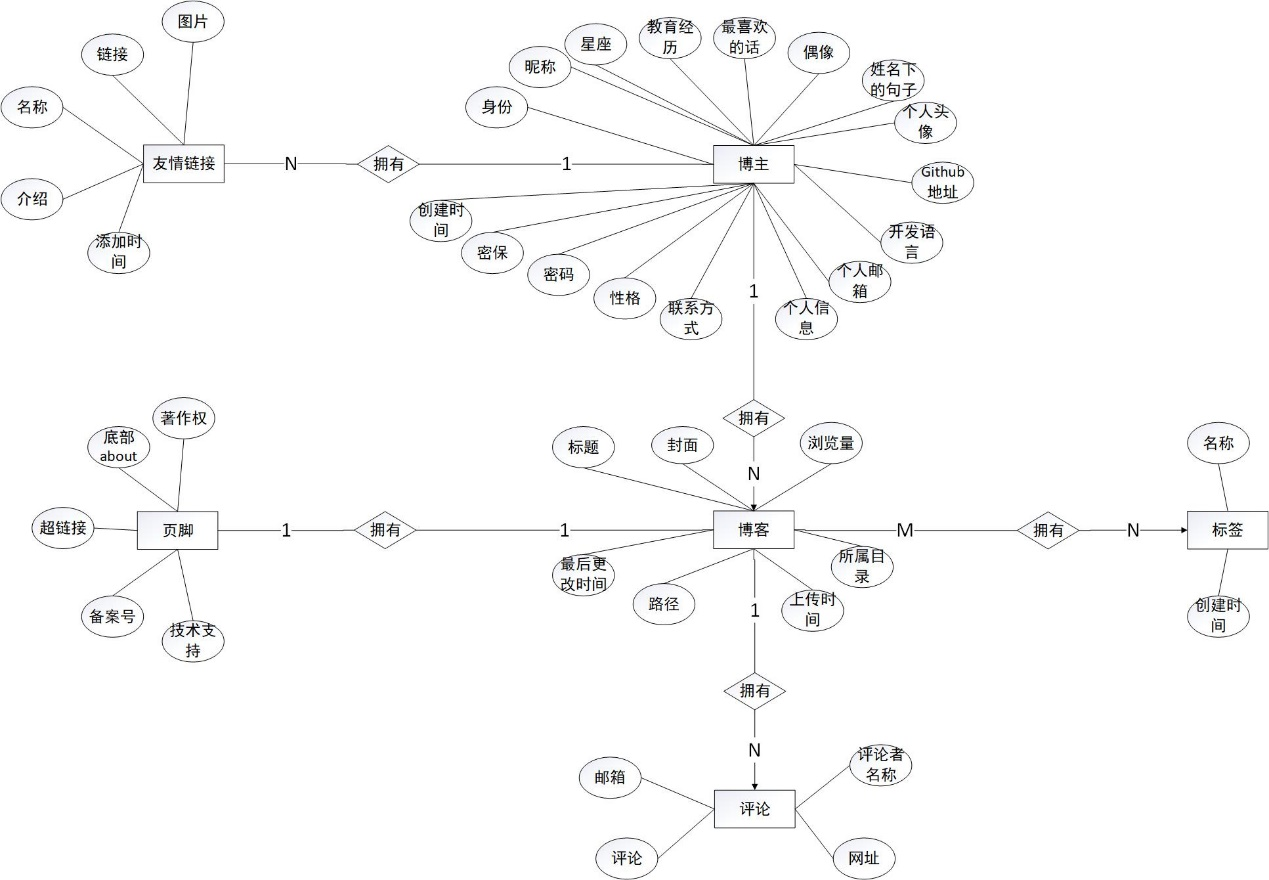 图片
链接
名称
友情链接
介绍
添加时
间
N
拥有
1
身份
昵称
星座
教育经
历
最喜欢
的话
偶像
姓名下
的句子
个人头
像
博主
Github
地址
开发语
言
个人邮
箱
个人信
息
联系方
式
性格
密码
密保
创建时
间
1
拥有
N
著作权
底部
about
超链接
页脚
备案号
技术支
持
1
拥有
1
标题
封面
浏览量
博客
最后更
改时间
路径
上传时
间
所属目
录
M
拥有
N
名称
标签
创建时
间
1
拥有
N
邮箱
评论者
名称
评论
评论
网址